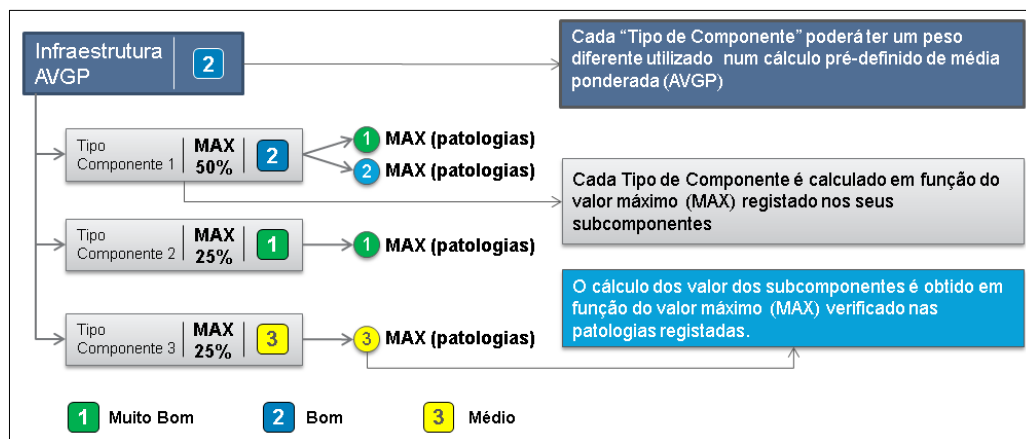 Infraestrutura
AVGP
2
Cada “Tipo de Componente” poderá ter um peso
diferente utilizado num cálculo pré-definido de média
ponderada (AVGP)
Tipo
Componente 1
MAX
50%
2
1 MAX (patologias)
2 MAX (patologias)
Cada Tipo de Componente é calculado em função do
valor máximo (MAX) registado nos seus
subcomponentes
Tipo
Componente 2
MAX
25%
1
1 MAX (patologias)
O cálculo dos valor dos subcomponentes é obtido em
função do valor máximo (MAX) verificado nas
patologias registadas.
Tipo
Componente 3
MAX
25%
3
3 MAX (patologias)
1 Muito Bom
2 Bom
3 Médio